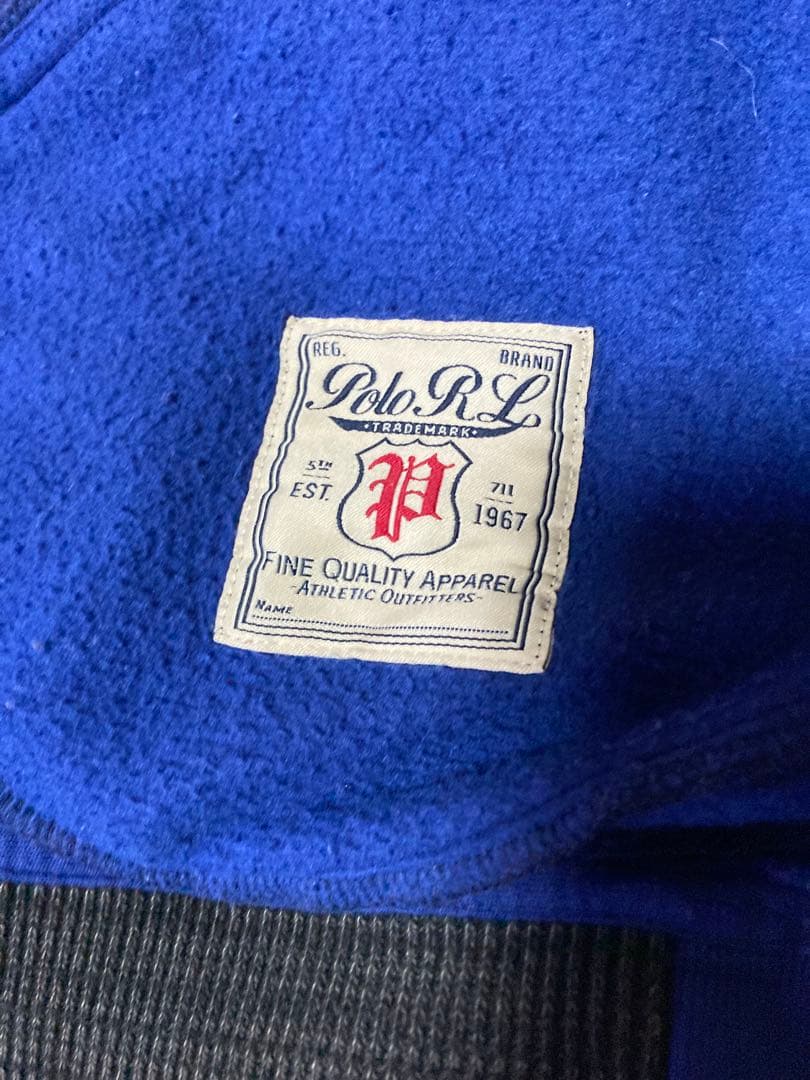 REG. BRAND
Polo R L
•TRADEMARK•
5TH 711
P
EST. 1967
FINE QUALITY APPAREL
-ATHLETIC OUTFITTERS-
NAME